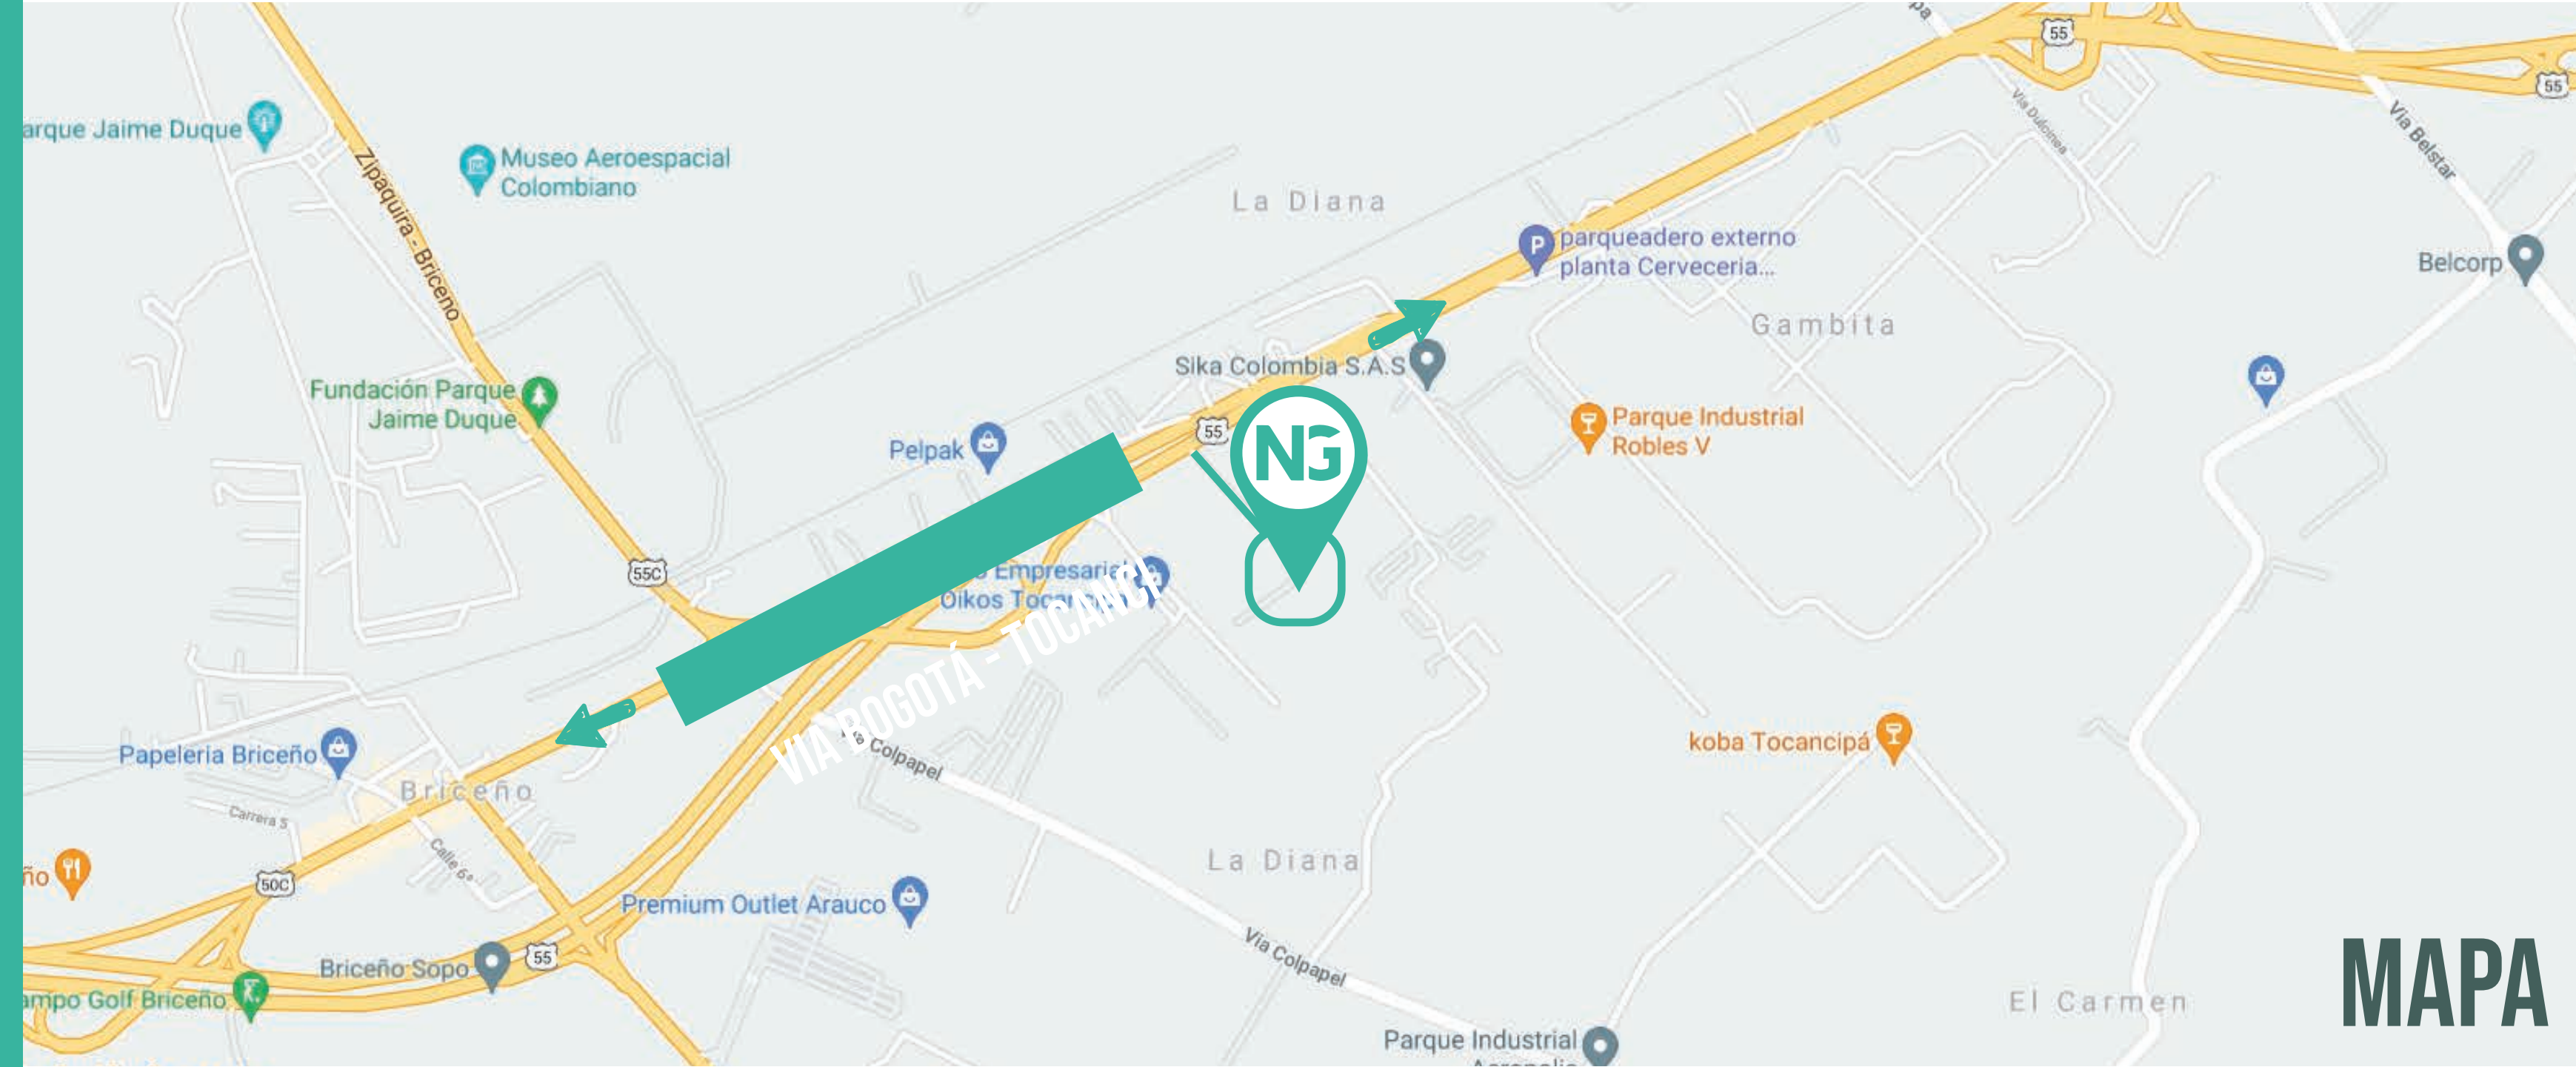 55
55
arque Jaime Duque
Museo Aeroespacial
Colombiano
Zipaquira - Briceno
La Diana
Via Dulcinea
Via Belstar
parqueadero externo
planta Cerveceria...
Belcorp
Gambita
Sika Colombia S.A.S
Fundación Parque
Jaime Duque
Parque Industrial
Robles V
55
NG
Pelpak
55C
Empresarial
Oikos
VIA BOGOTÁ - TOCANCI
Papeleria Briceño
Colpapel
koba Tocancipá
Briceño
Carrera 5
Calle 6
La Diana
50C
ño
Premium Outlet Arauco
Via Colpapel
55
Briceño Sopo
ampo Golf Briceño
El Carmen
MAPA
Parque Industrial